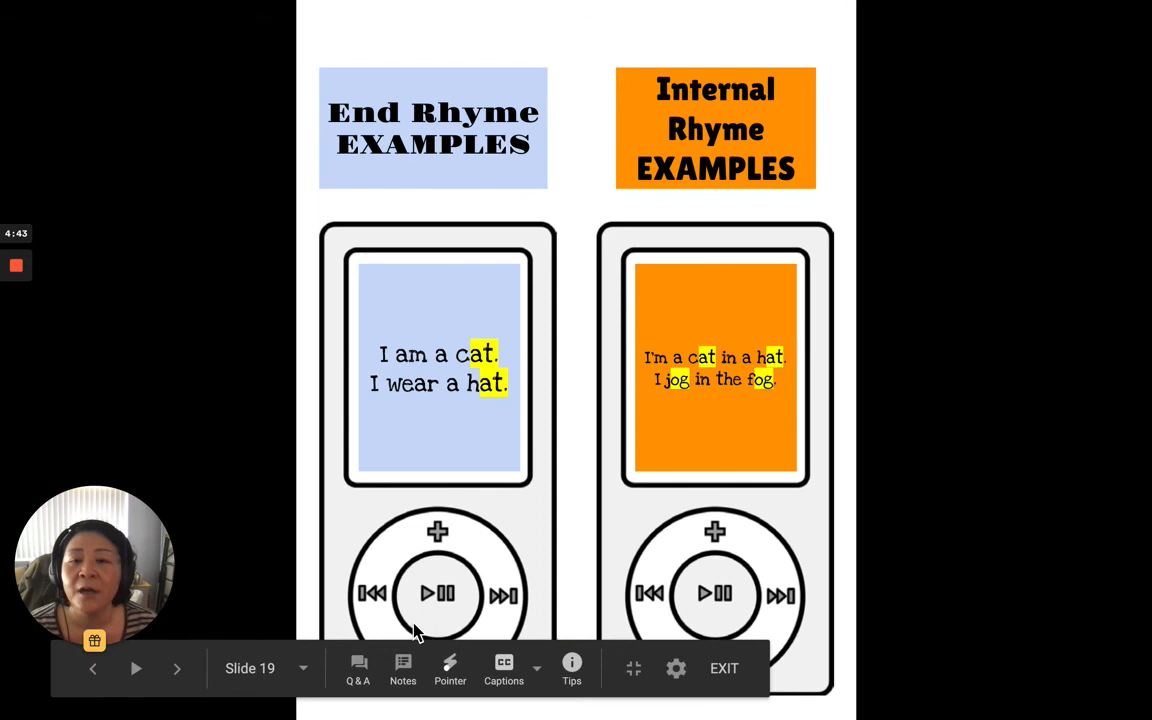 End Rhyme
EXAMPLES
Internal
Rhyme
EXAMPLES
4:43
I am a cat.
I wear a hat.
I'm a cat in a hat.
I jog in the fog.
Slide 19
Q & A
Notes
Pointer
CC
Captions
Tips
EXIT